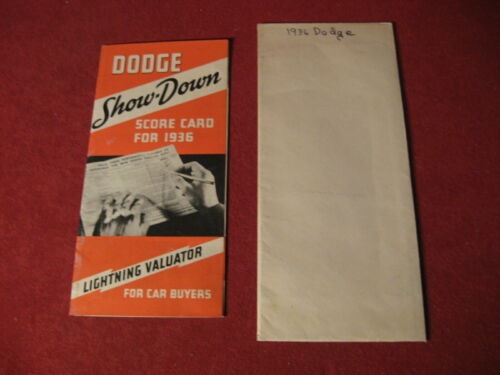 DODGE
Show-Down
SCORE CARD
FOR 1936
LIGHTNING VALUATOR
FOR CAR BUYERS
1936 Dodge